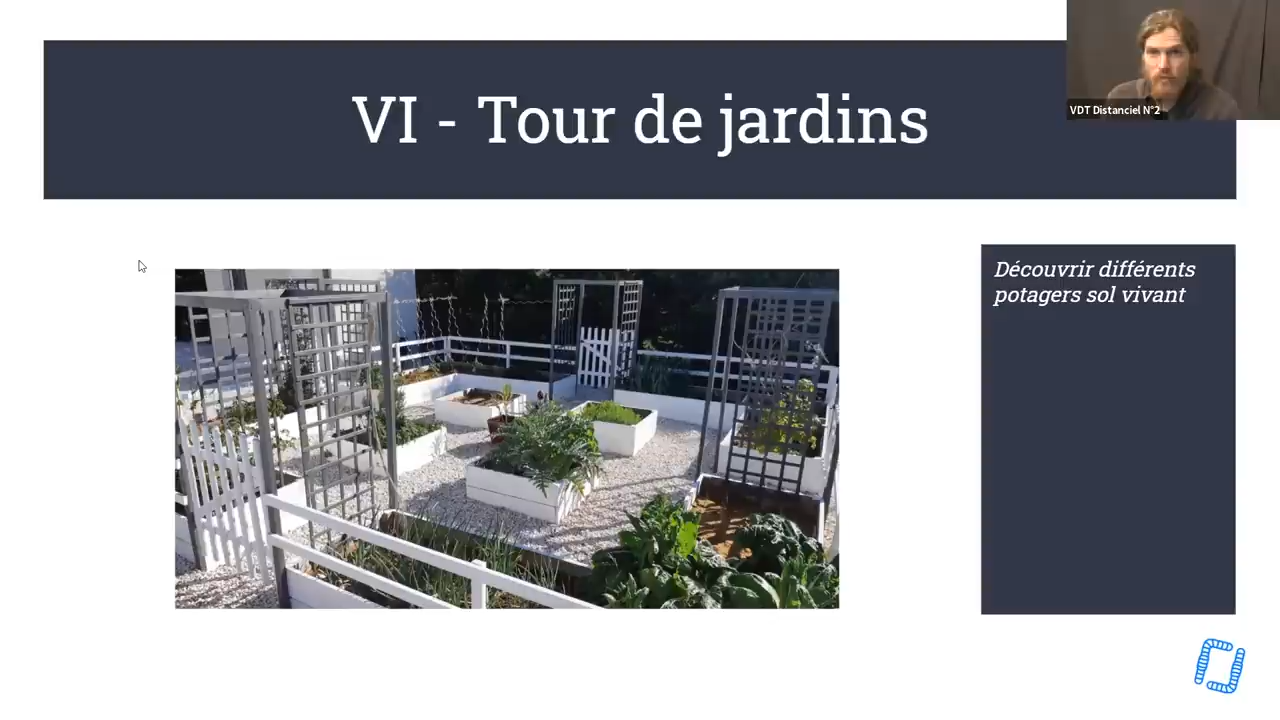 VI - Tour de jardins
VDT Distanciel N°2
Découvrir différents
potagers sol vivant